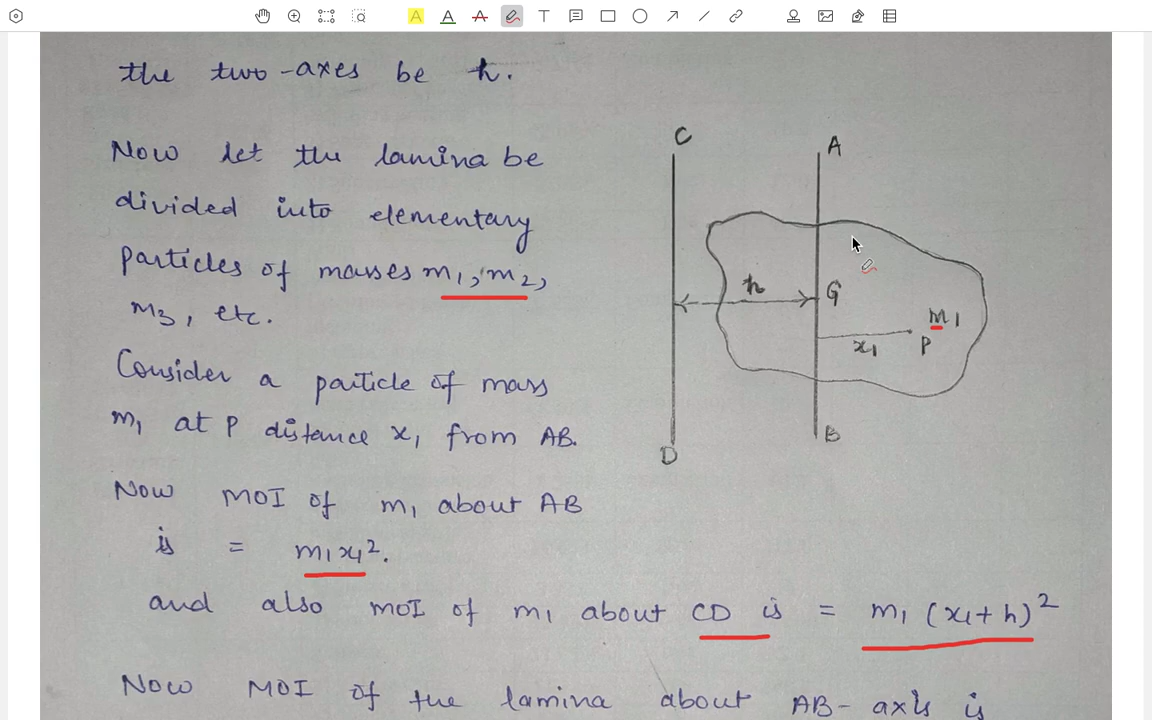 the two-axes be h.
Now let the lamina be
divided into elementary
particles of masses m1, m2,
m3, etc.
Consider a particle of mass
m1 at P distance x1 from AB.
Now MOI of m1 about AB
is = m1x1².
and also MOI of m1 about CD is = m1 (x1+h)²
Now MOI of the lamina about AB-axis is
C
A
h
G
m1
x1
P
B
D
A
A
A
T